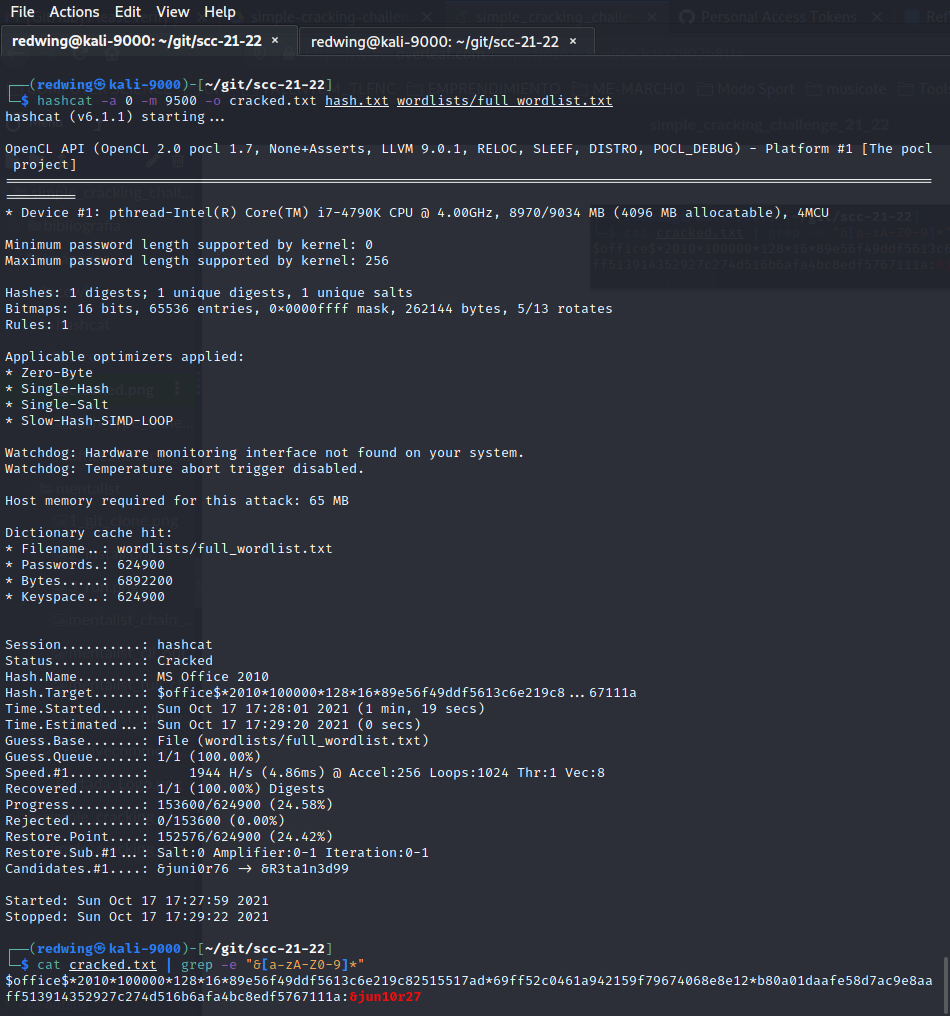 File Actions Edit View Help
redwing@kali-9000: ~/git/scc-21-22 × redwing@kali-9000: ~/git/scc-21-22 ×
┌──(redwing㉿kali-9000)-[~/git/scc-21-22]
└─$ hashcat -a 0 -m 9500 -o cracked.txt hash.txt wordlists/full_wordlist.txt
hashcat (v6.1.1) starting...
OpenCL API (OpenCL 2.0 pocl 1.7, None+Asserts, LLVM 9.0.1, RELOC, SLEEF, DISTRO, POCL_DEBUG) - Platform #1 [The pocl
project]
====================================================================================================================
=========
* Device #1: pthread-Intel(R) Core(TM) i7-4790K CPU @ 4.00GHz, 8970/9034 MB (4096 MB allocatable), 4MCU
Minimum password length supported by kernel: 0
Maximum password length supported by kernel: 256
Hashes: 1 digests; 1 unique digests, 1 unique salts
Bitmaps: 16 bits, 65536 entries, 0x0000ffff mask, 262144 bytes, 5/13 rotates
Rules: 1
Applicable optimizers applied:
* Zero-Byte
* Single-Hash
* Single-Salt
* Slow-Hash-SIMD-LOOP
Watchdog: Hardware monitoring interface not found on your system.
Watchdog: Temperature abort trigger disabled.
Host memory required for this attack: 65 MB
Dictionary cache hit:
* Filename..: wordlists/full_wordlist.txt
* Passwords.: 624900
* Bytes.....: 6892200
* Keyspace..: 624900
Session..........: hashcat
Status...........: Cracked
Hash.Name........: MS Office 2010
Hash.Target......: $office$*2010*100000*128*16*89e56f49ddf5613c6e219c8...67111a
Time.Started.....: Sun Oct 17 17:28:01 2021 (1 min, 19 secs)
Time.Estimated...: Sun Oct 17 17:29:20 2021 (0 secs)
Guess.Base.......: File (wordlists/full_wordlist.txt)
Guess.Queue......: 1/1 (100.00%)
Speed.#1.........: 1944 H/s (4.86ms) @ Accel:256 Loops:1024 Thr:1 Vec:8
Recovered........: 1/1 (100.00%) Digests
Progress.........: 153600/624900 (24.58%)
Rejected.........: 0/153600 (0.00%)
Restore.Point....: 152576/624900 (24.42%)
Restore.Sub.#1...: Salt:0 Amplifier:0-1 Iteration:0-1
Candidates.#1....: &juni0r76 -> &R3ta1n3d99
Started: Sun Oct 17 17:27:59 2021
Stopped: Sun Oct 17 17:29:22 2021
┌──(redwing㉿kali-9000)-[~/git/scc-21-22]
└─$ cat cracked.txt | grep -e "&[a-zA-Z0-9]*"
$office$*2010*100000*128*16*89e56f49ddf5613c6e219c82515517ad*69ff52c0461a942159f79674068e8e12*b80a01daafe58d7ac9e8aa
ff513914352927c274d516b6afa4bc8edf5767111a:&jun10r27